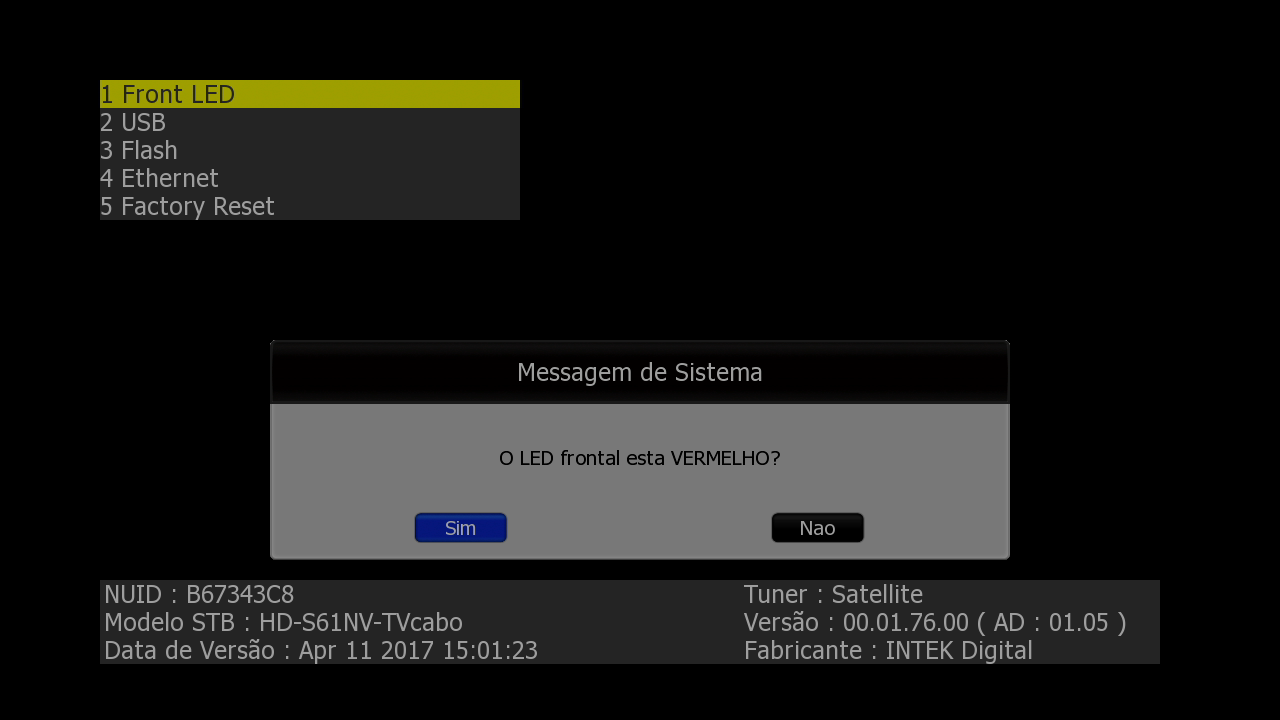 1 Front LED
2 USB
3 Flash
4 Ethernet
5 Factory Reset
Messagem de Sistema
O LED frontal esta VERMELHO?
Sim
Nao
NUID : B67343C8
Tuner : Satellite
Modelo STB : HD-S61NV-TVcabo
Versão : 00.01.76.00 ( AD : 01.05 )
Data de Versão : Apr 11 2017 15:01:23
Fabricante : INTEK Digital